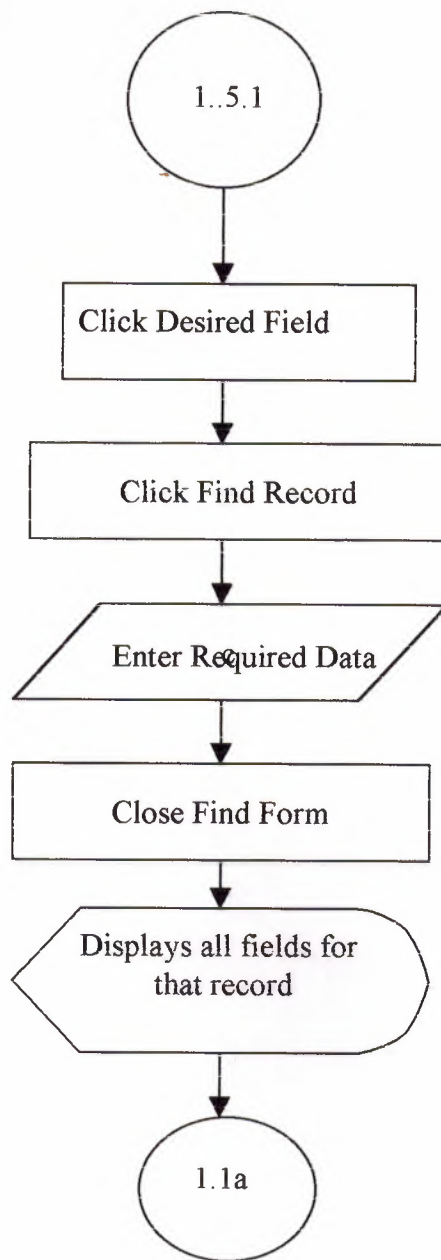 1..5.1
Click Desired Field
Click Find Record
Enter Required Data
Close Find Form
Displays all fields for
that record
1.1a